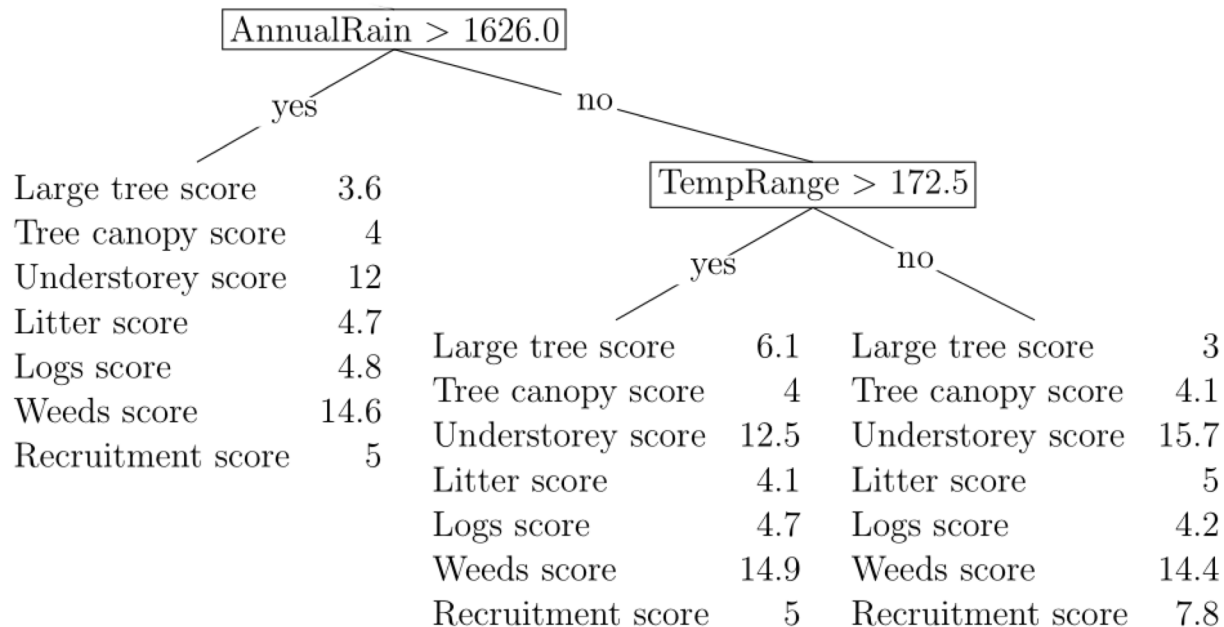 AnnualRain > 1626.0
yes
no
Large tree score 3.6
Tree canopy score 4
Understorey score 12
Litter score 4.7
Logs score 4.8
Weeds score 14.6
Recruitment score 5
TempRange > 172.5
yes
no
Large tree score 6.1
Tree canopy score 4
Understorey score 12.5
Litter score 4.1
Logs score 4.7
Weeds score 14.9
Recruitment score 5
Large tree score 3
Tree canopy score 4.1
Understorey score 15.7
Litter score 5
Logs score 4.2
Weeds score 14.4
Recruitment score 7.8